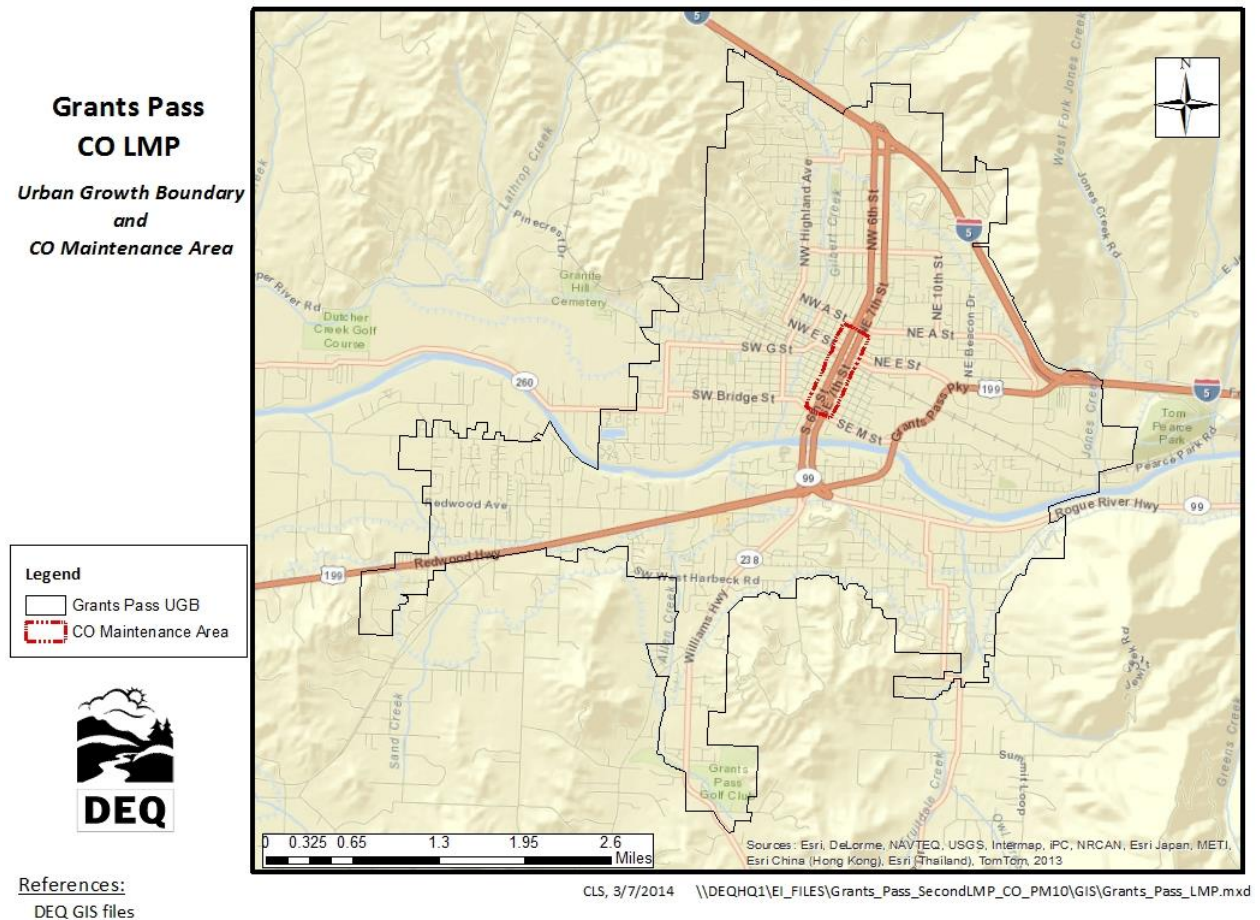 Grants Pass
CO LMP
Urban Growth Boundary
and
CO Maintenance Area
Legend
Grants Pass UGB
CO Maintenance Area
DEQ
References:
DEQ GIS files
5
N
West Fork Jones Creek
Jones Creek Rd
Lathrop Creek
Pinecrest Dr
NW Highland Ave
Gilbert Creek
NW 6th St
5
Granite
Hill
Cemetery
NE 10th St
NE Beacon Dr
NE 7th St
Dutcher
Creek Golf
Course
NW A St
NW E St
NE A St
SW G St
NE E St
260
SW Bridge St
NE 7th St
S 6th St
SE M St
Grants Pass Pky
199
5
Jones Creek
Tom
Pearce
Park
Pearce Park Rd
99
Redwood Ave
Rogue River Hwy
99
Redwood Hwy
199
238
SW West Harbeck Rd
Allen Creek
Williams Hwy
Sand Creek
Summit Loop
Greens Creek
Grants
Pass
Golf Club
Fruitdale Creek
0 0.325 0.65 1.3 1.95 2.6
Miles
Sources: Esri, DeLorme, NAVTEQ, USGS, Intermap, iPC, NRCAN, Esri Japan, METI,
Esri China (Hong Kong), Esri (Thailand), TomTom, 2013
CLS, 3/7/2014 \\DEQHQ1\EI_FILES\Grants_Pass_SecondLMP_CO_PM10\GIS\Grants_Pass_LMP.mxd